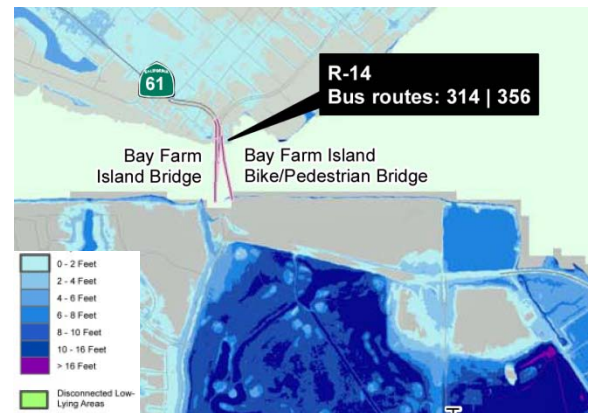 61
R-14
Bus routes: 314 | 356
Bay Farm
Island Bridge
Bay Farm Island
Bike/Pedestrian Bridge
0 - 2 Feet
2 - 4 Feet
4 - 6 Feet
6 - 8 Feet
8 - 10 Feet
10 - 16 Feet
> 16 Feet
Disconnected Low-
Lying Areas